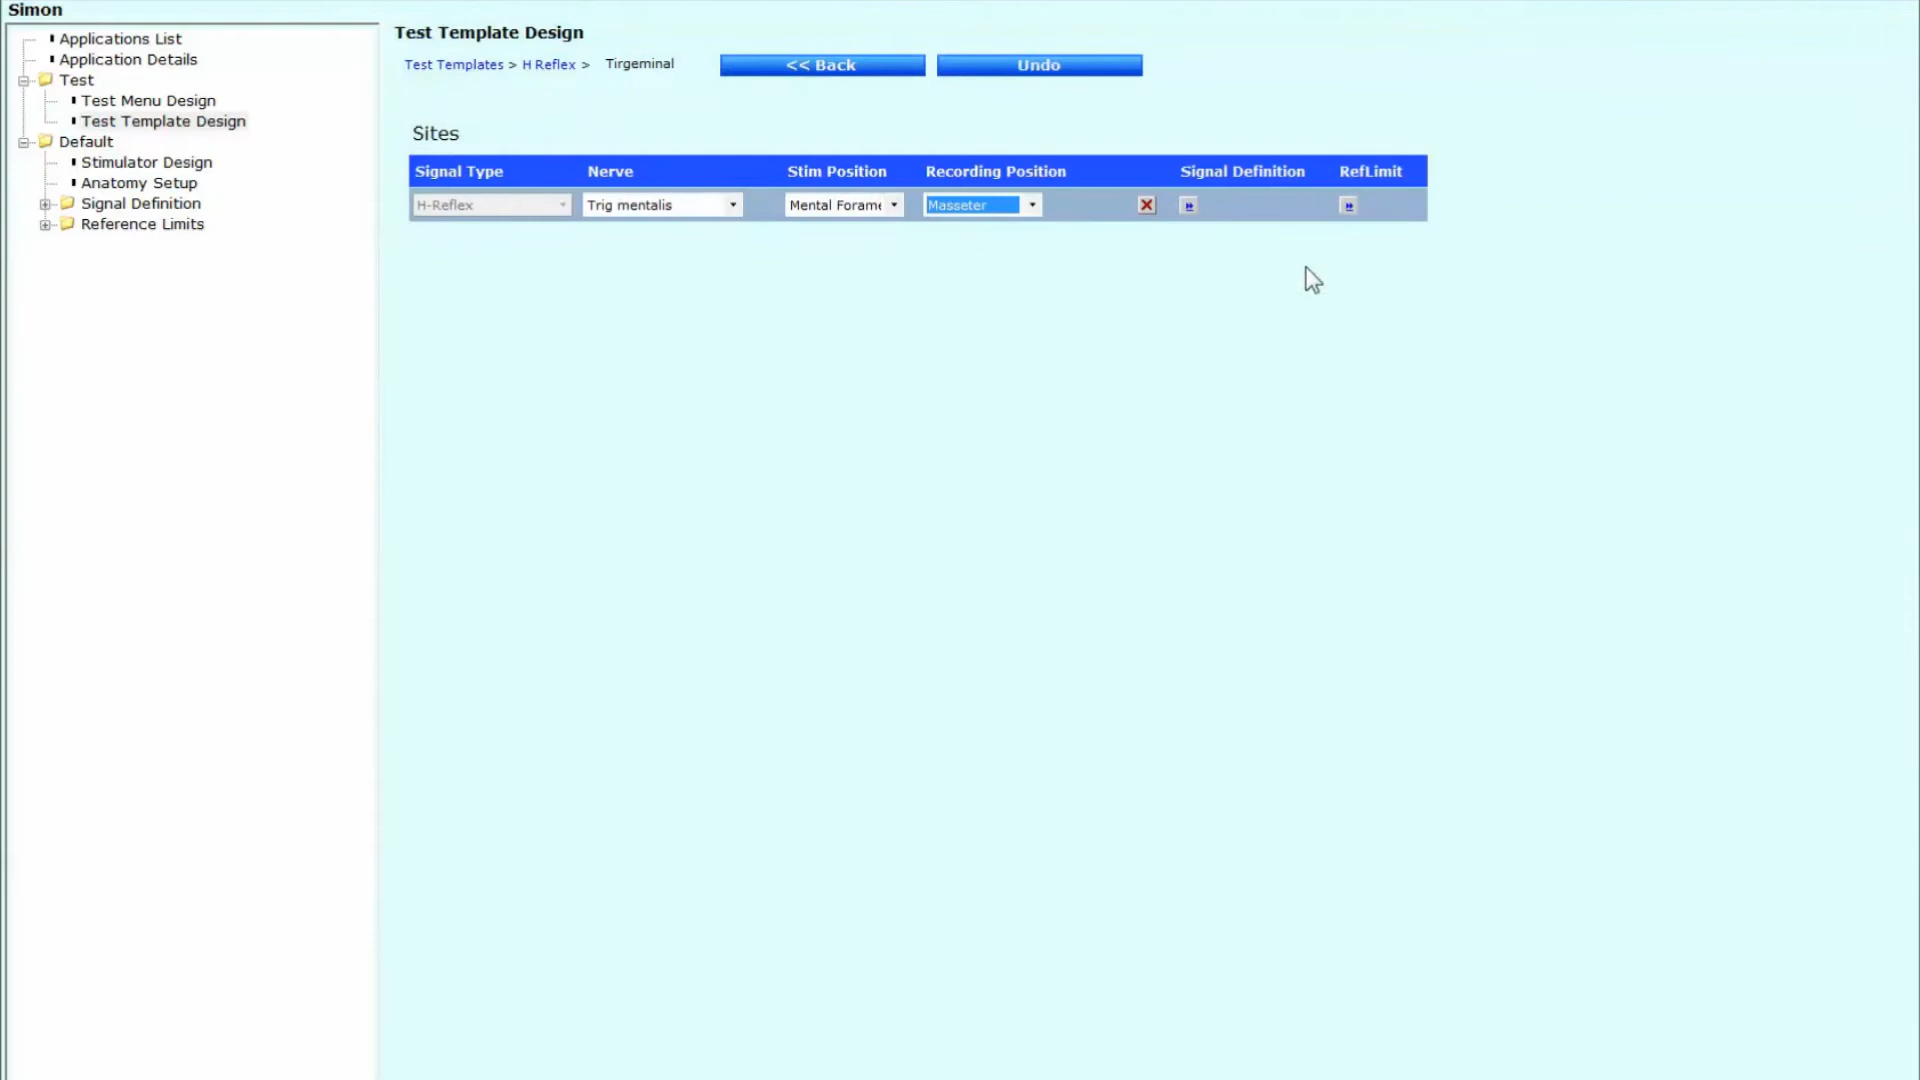 Simon
Applications List
Application Details
Test
Test Menu Design
Test Template Design
Default
Stimulator Design
Anatomy Setup
Signal Definition
Reference Limits
Test Template Design
Test Templates > H Reflex > Tirgeminal
<< Back
Undo
Sites
Signal Type Nerve Stim Position Recording Position Signal Definition RefLimit
H-Reflex Trig mentalis Mental Forame Masseter